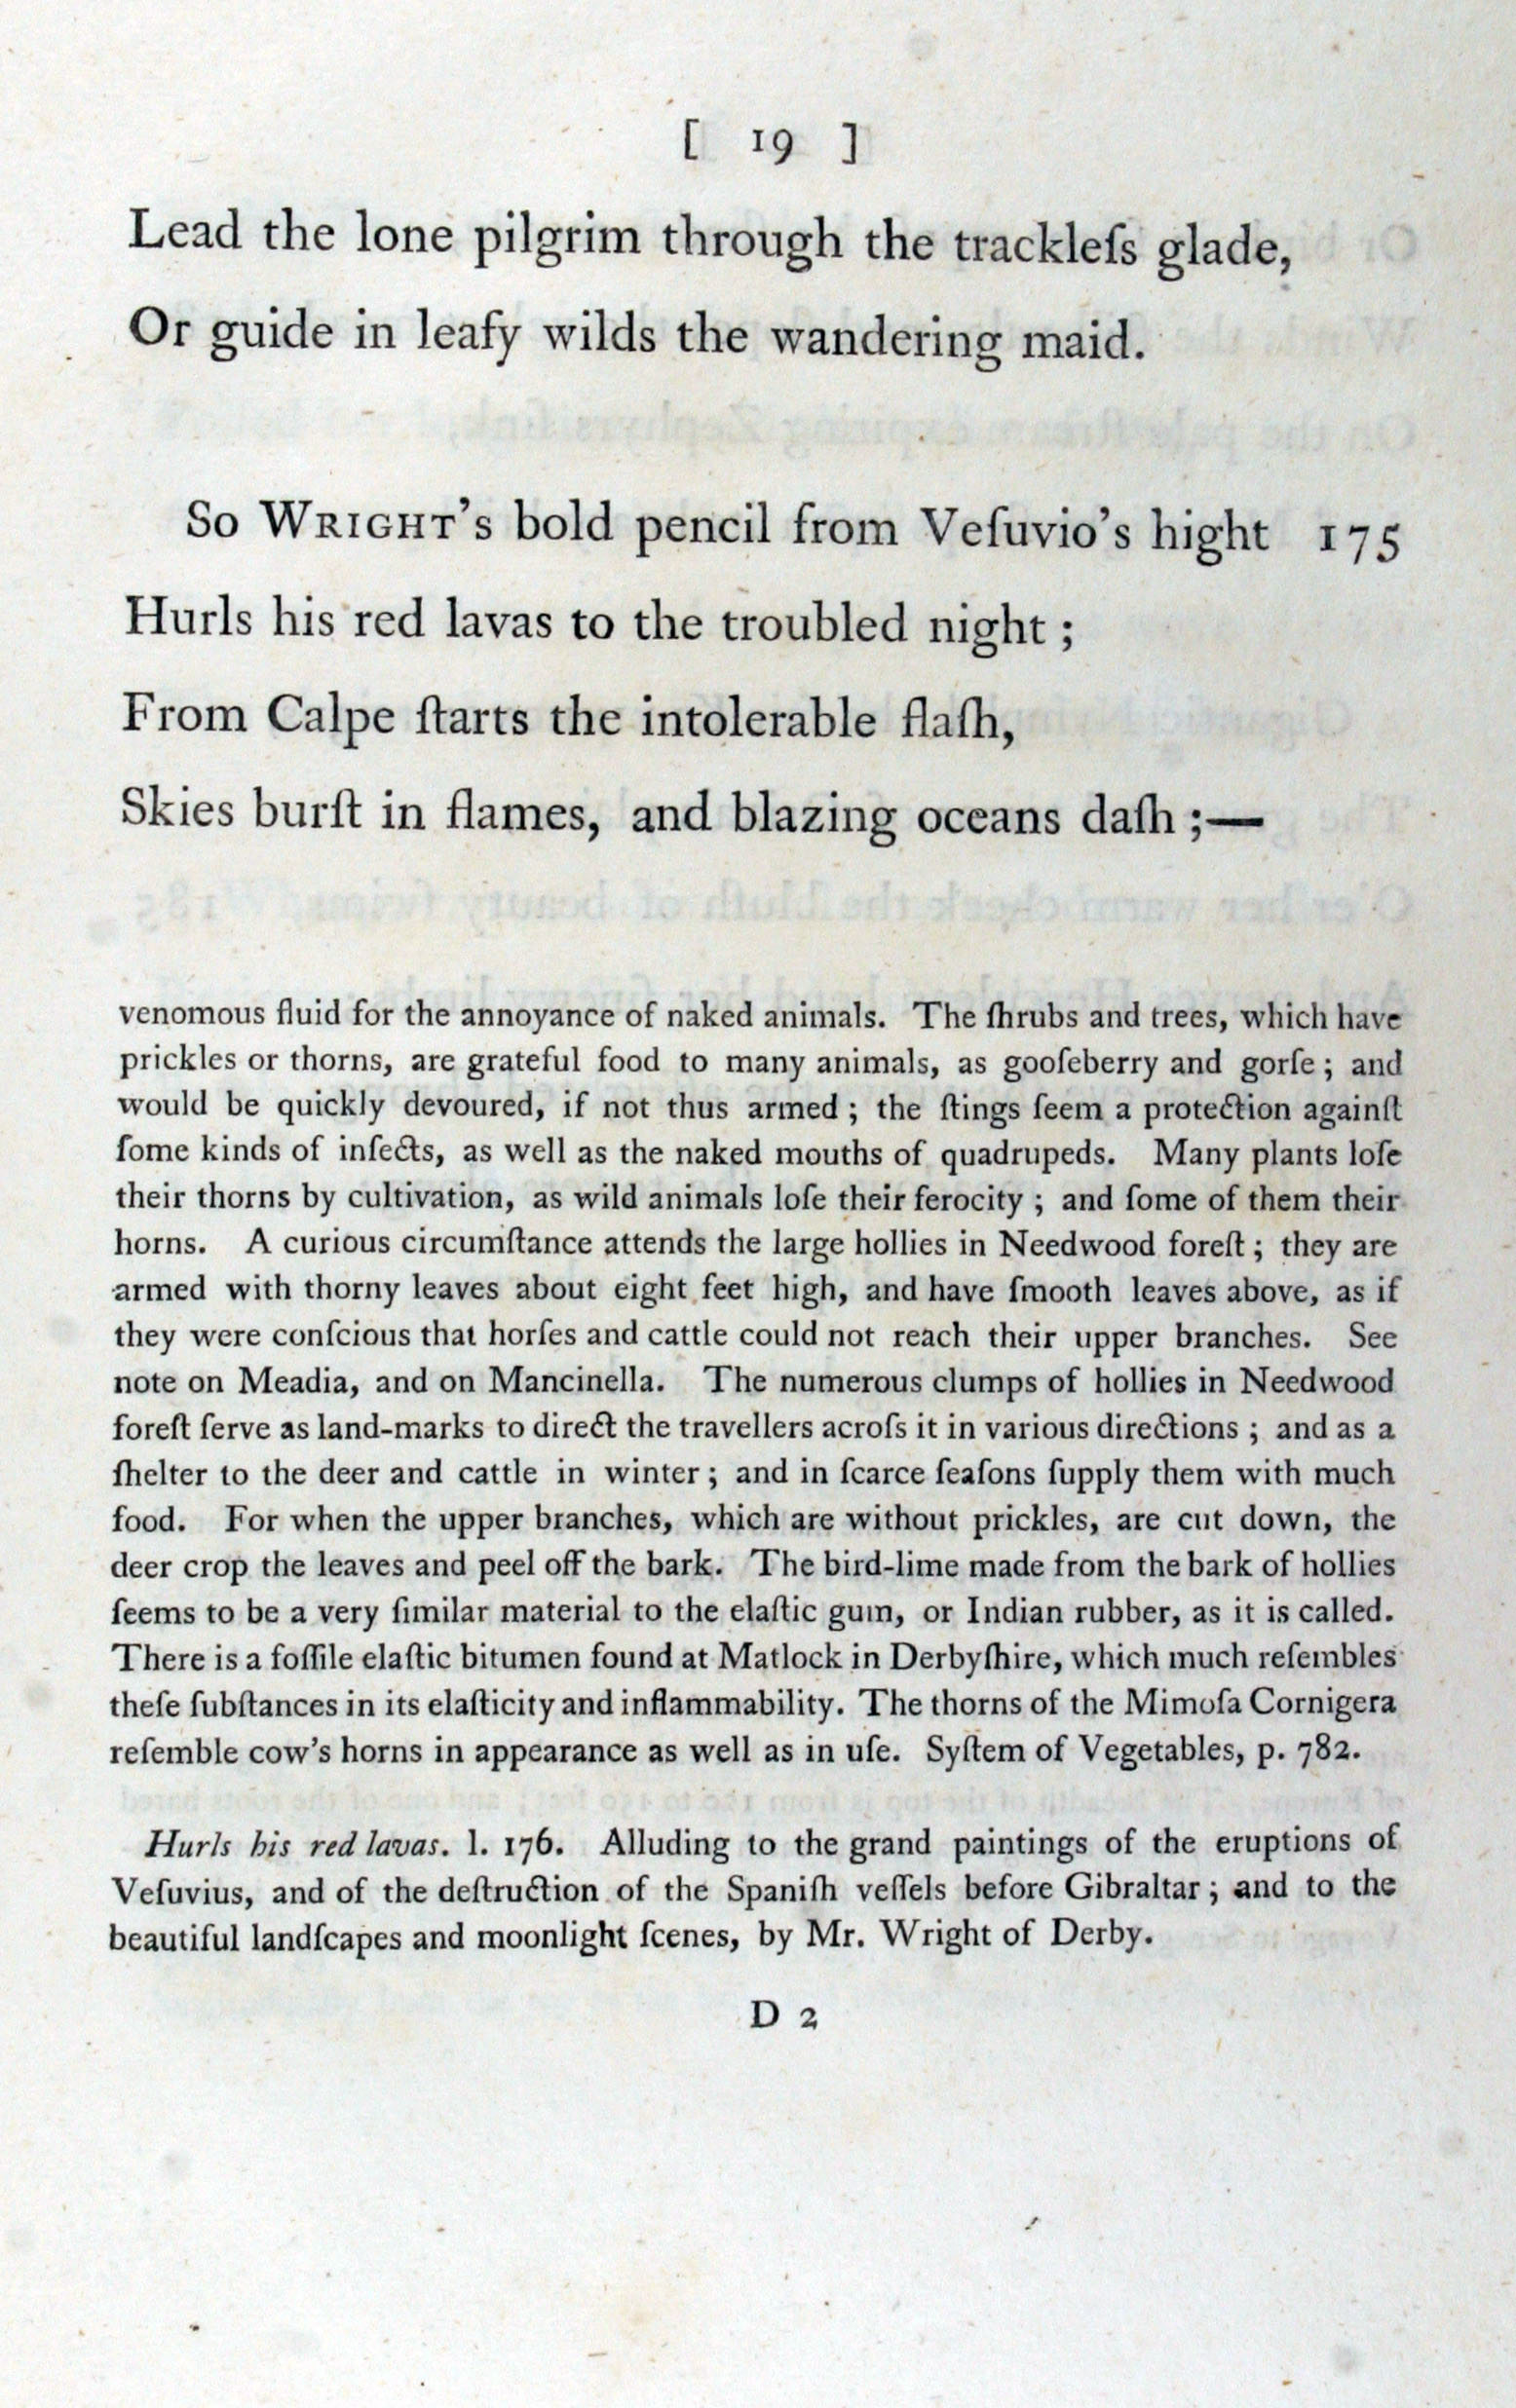 [ 19 ]
Lead the lone pilgrim through the trackleſs glade,
Or guide in leafy wilds the wandering maid.
So WRIGHT's bold pencil from Veſuvio's hight 175
Hurls his red lavas to the troubled night ;
From Calpe ſtarts the intolerable flaſh,
Skies burſt in flames, and blazing oceans daſh ;—
venomous fluid for the annoyance of naked animals. The ſhrubs and trees, which have
prickles or thorns, are grateful food to many animals, as gooſeberry and gorſe ; and
would be quickly devoured, if not thus armed ; the ſtings ſeem a protection againſt
ſome kinds of inſects, as well as the naked mouths of quadrupeds. Many plants loſe
their thorns by cultivation, as wild animals loſe their ferocity ; and ſome of them their
horns. A curious circumſtance attends the large hollies in Needwood foreſt ; they are
armed with thorny leaves about eight feet high, and have ſmooth leaves above, as if
they were conſcious that horſes and cattle could not reach their upper branches. See
note on Meadia, and on Mancinella. The numerous clumps of hollies in Needwood
foreſt ſerve as land-marks to direct the travellers acroſs it in various directions ; and as a
ſhelter to the deer and cattle in winter ; and in ſcarce ſeaſons ſupply them with much
food. For when the upper branches, which are without prickles, are cut down, the
deer crop the leaves and peel off the bark. The bird-lime made from the bark of hollies
ſeems to be a very ſimilar material to the elaſtic gum, or Indian rubber, as it is called.
There is a foſſile elaſtic bitumen found at Matlock in Derbyſhire, which much reſembles
theſe ſubſtances in its elaſticity and inflammability. The thorns of the Mimoſa Cornigera
reſemble cow's horns in appearance as well as in uſe. Syſtem of Vegetables, p. 782.
Hurls his red lavas. l. 176. Alluding to the grand paintings of the eruptions of
Veſuvius, and of the deſtruction of the Spaniſh veſſels before Gibraltar ; and to the
beautiful landſcapes and moonlight ſcenes, by Mr. Wright of Derby.
D 2